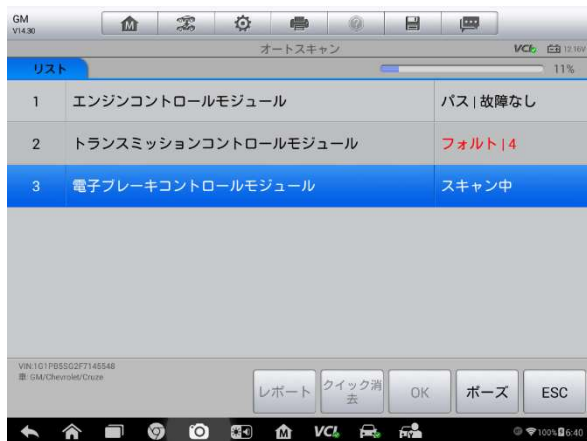 GM
V14.30
オートスキャン
VCI 12.16V
リスト
11%
1 エンジンコントロールモジュール パス | 故障なし
2 トランスミッションコントロールモジュール フォルト | 4
3 電子ブレーキコントロールモジュール スキャン中
VIN:1G1PB5SG2F7145548
車: GM/Chevrolet/Cruze
レポート
クイック消去
OK
ポーズ
ESC
M VCI 100% 6:40